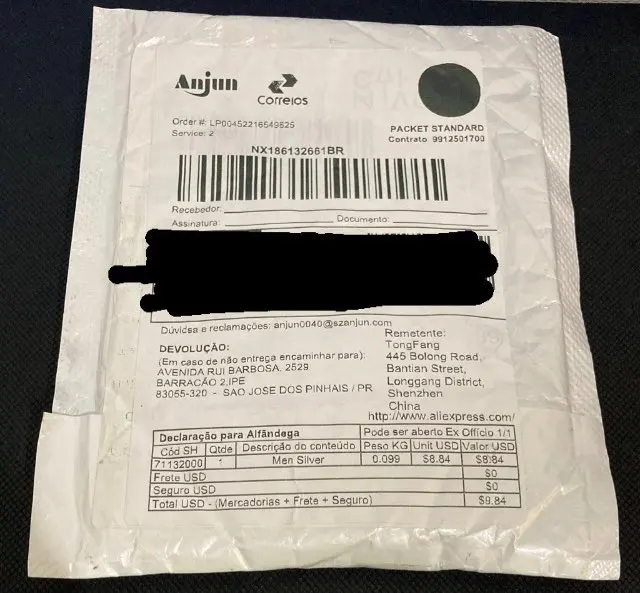 Anjun
Correios
Order #: LP00452216549825
Service: 2
PACKET STANDARD
Contrato 9912501700
NX186132661BR
Recebedor:
Assinatura: Documento:
Dúvidsa e reclamações: anjun0040@szanjun.com
DEVOLUÇÃO:
(Em caso de não entrega encaminhar para):
AVENIDA RUI BARBOSA, 2529
BARRACÃO 2,IPE
83055-320 - SAO JOSE DOS PINHAIS / PR
Remetente:
TongFang
445 Bolong Road,
Bantian Street,
Longgang District,
Shenzhen
China
http://www.aliexpress.com/
Declaração para Alfândega Pode ser aberto Ex Offício 1/1
Cód SH Qtde Descrição do conteúdo Peso KG Unit USD Valor USD
71132000 1 Men Silver 0.099 $8.84 $8.84
Frete USD $0
Seguro USD $0
Total USD - (Mercadorias + Frete + Seguro) $9.84